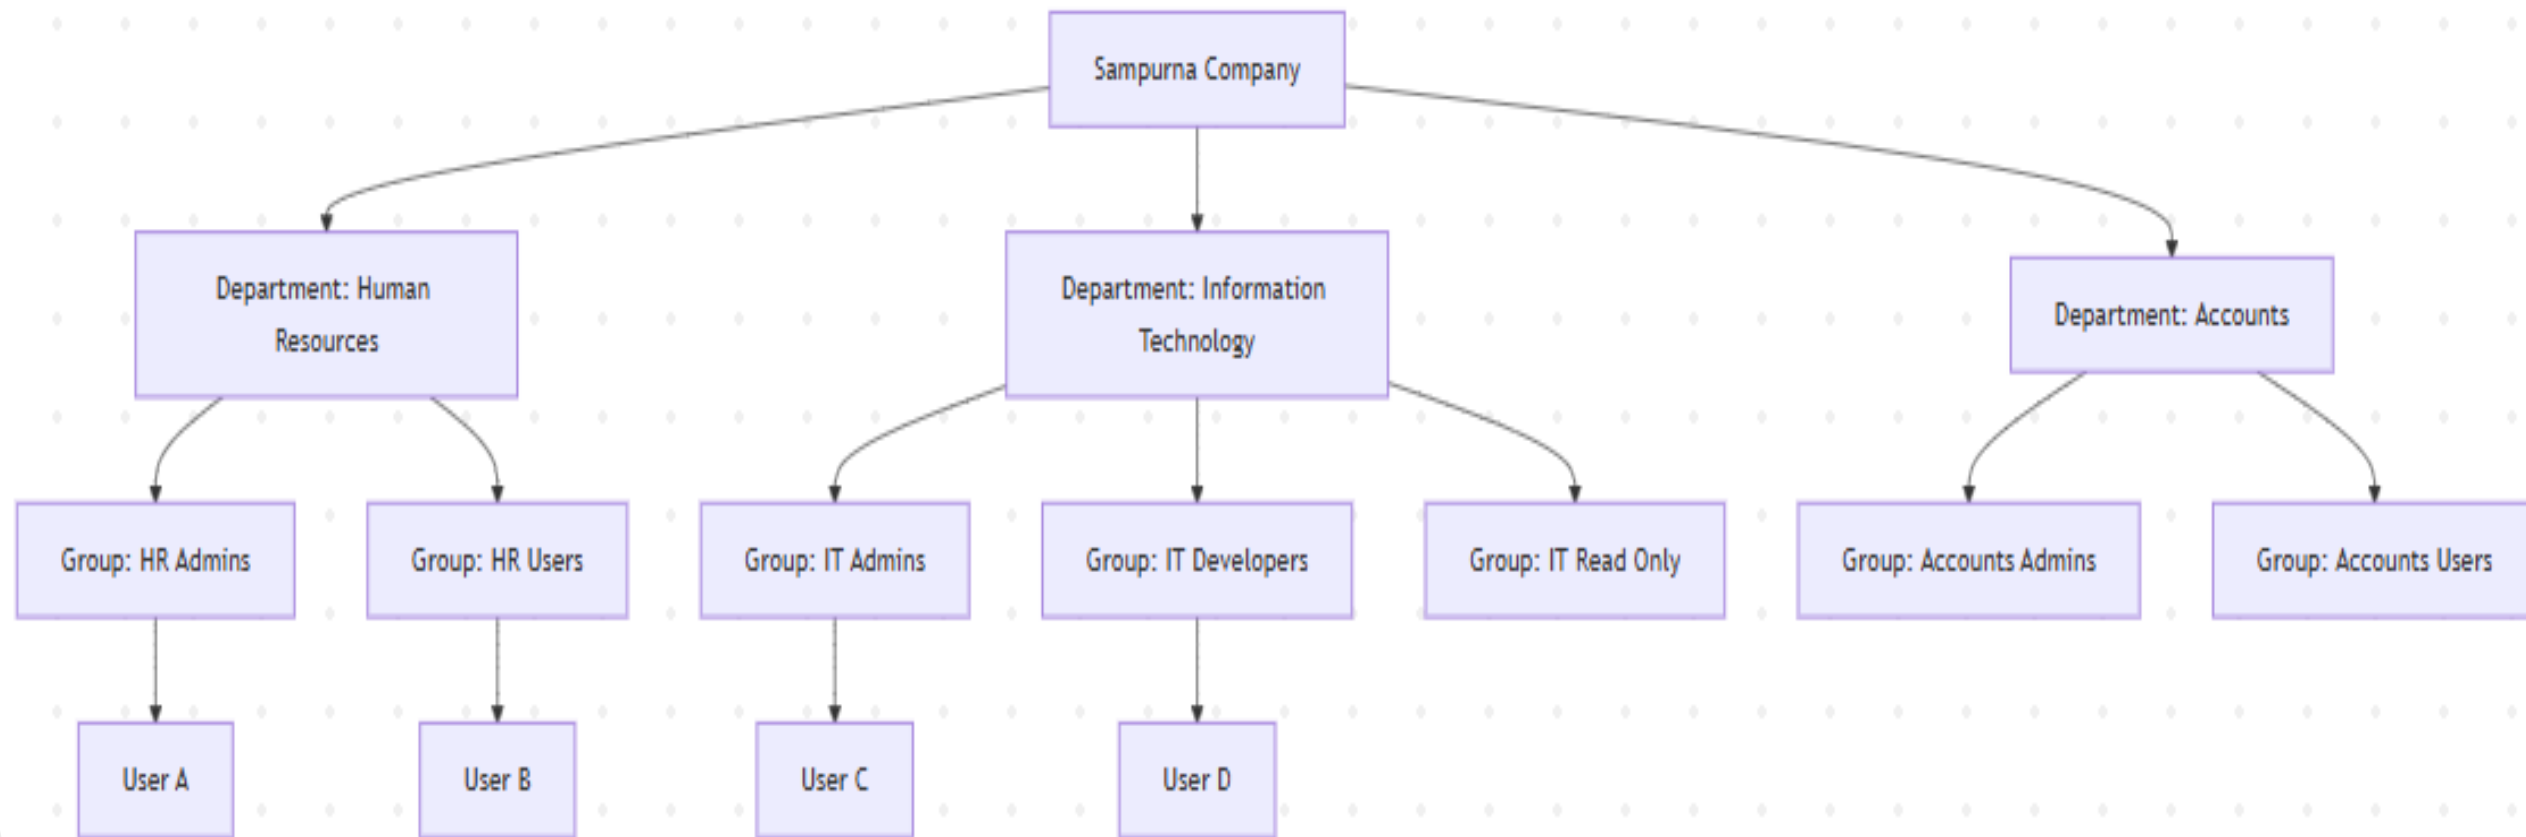 Sampurna Company
Department: Human
Resources
Department: Information
Technology
Department: Accounts
Group: HR Admins
Group: HR Users
Group: IT Admins
Group: IT Developers
Group: IT Read Only
Group: Accounts Admins
Group: Accounts Users
User A
User B
User C
User D